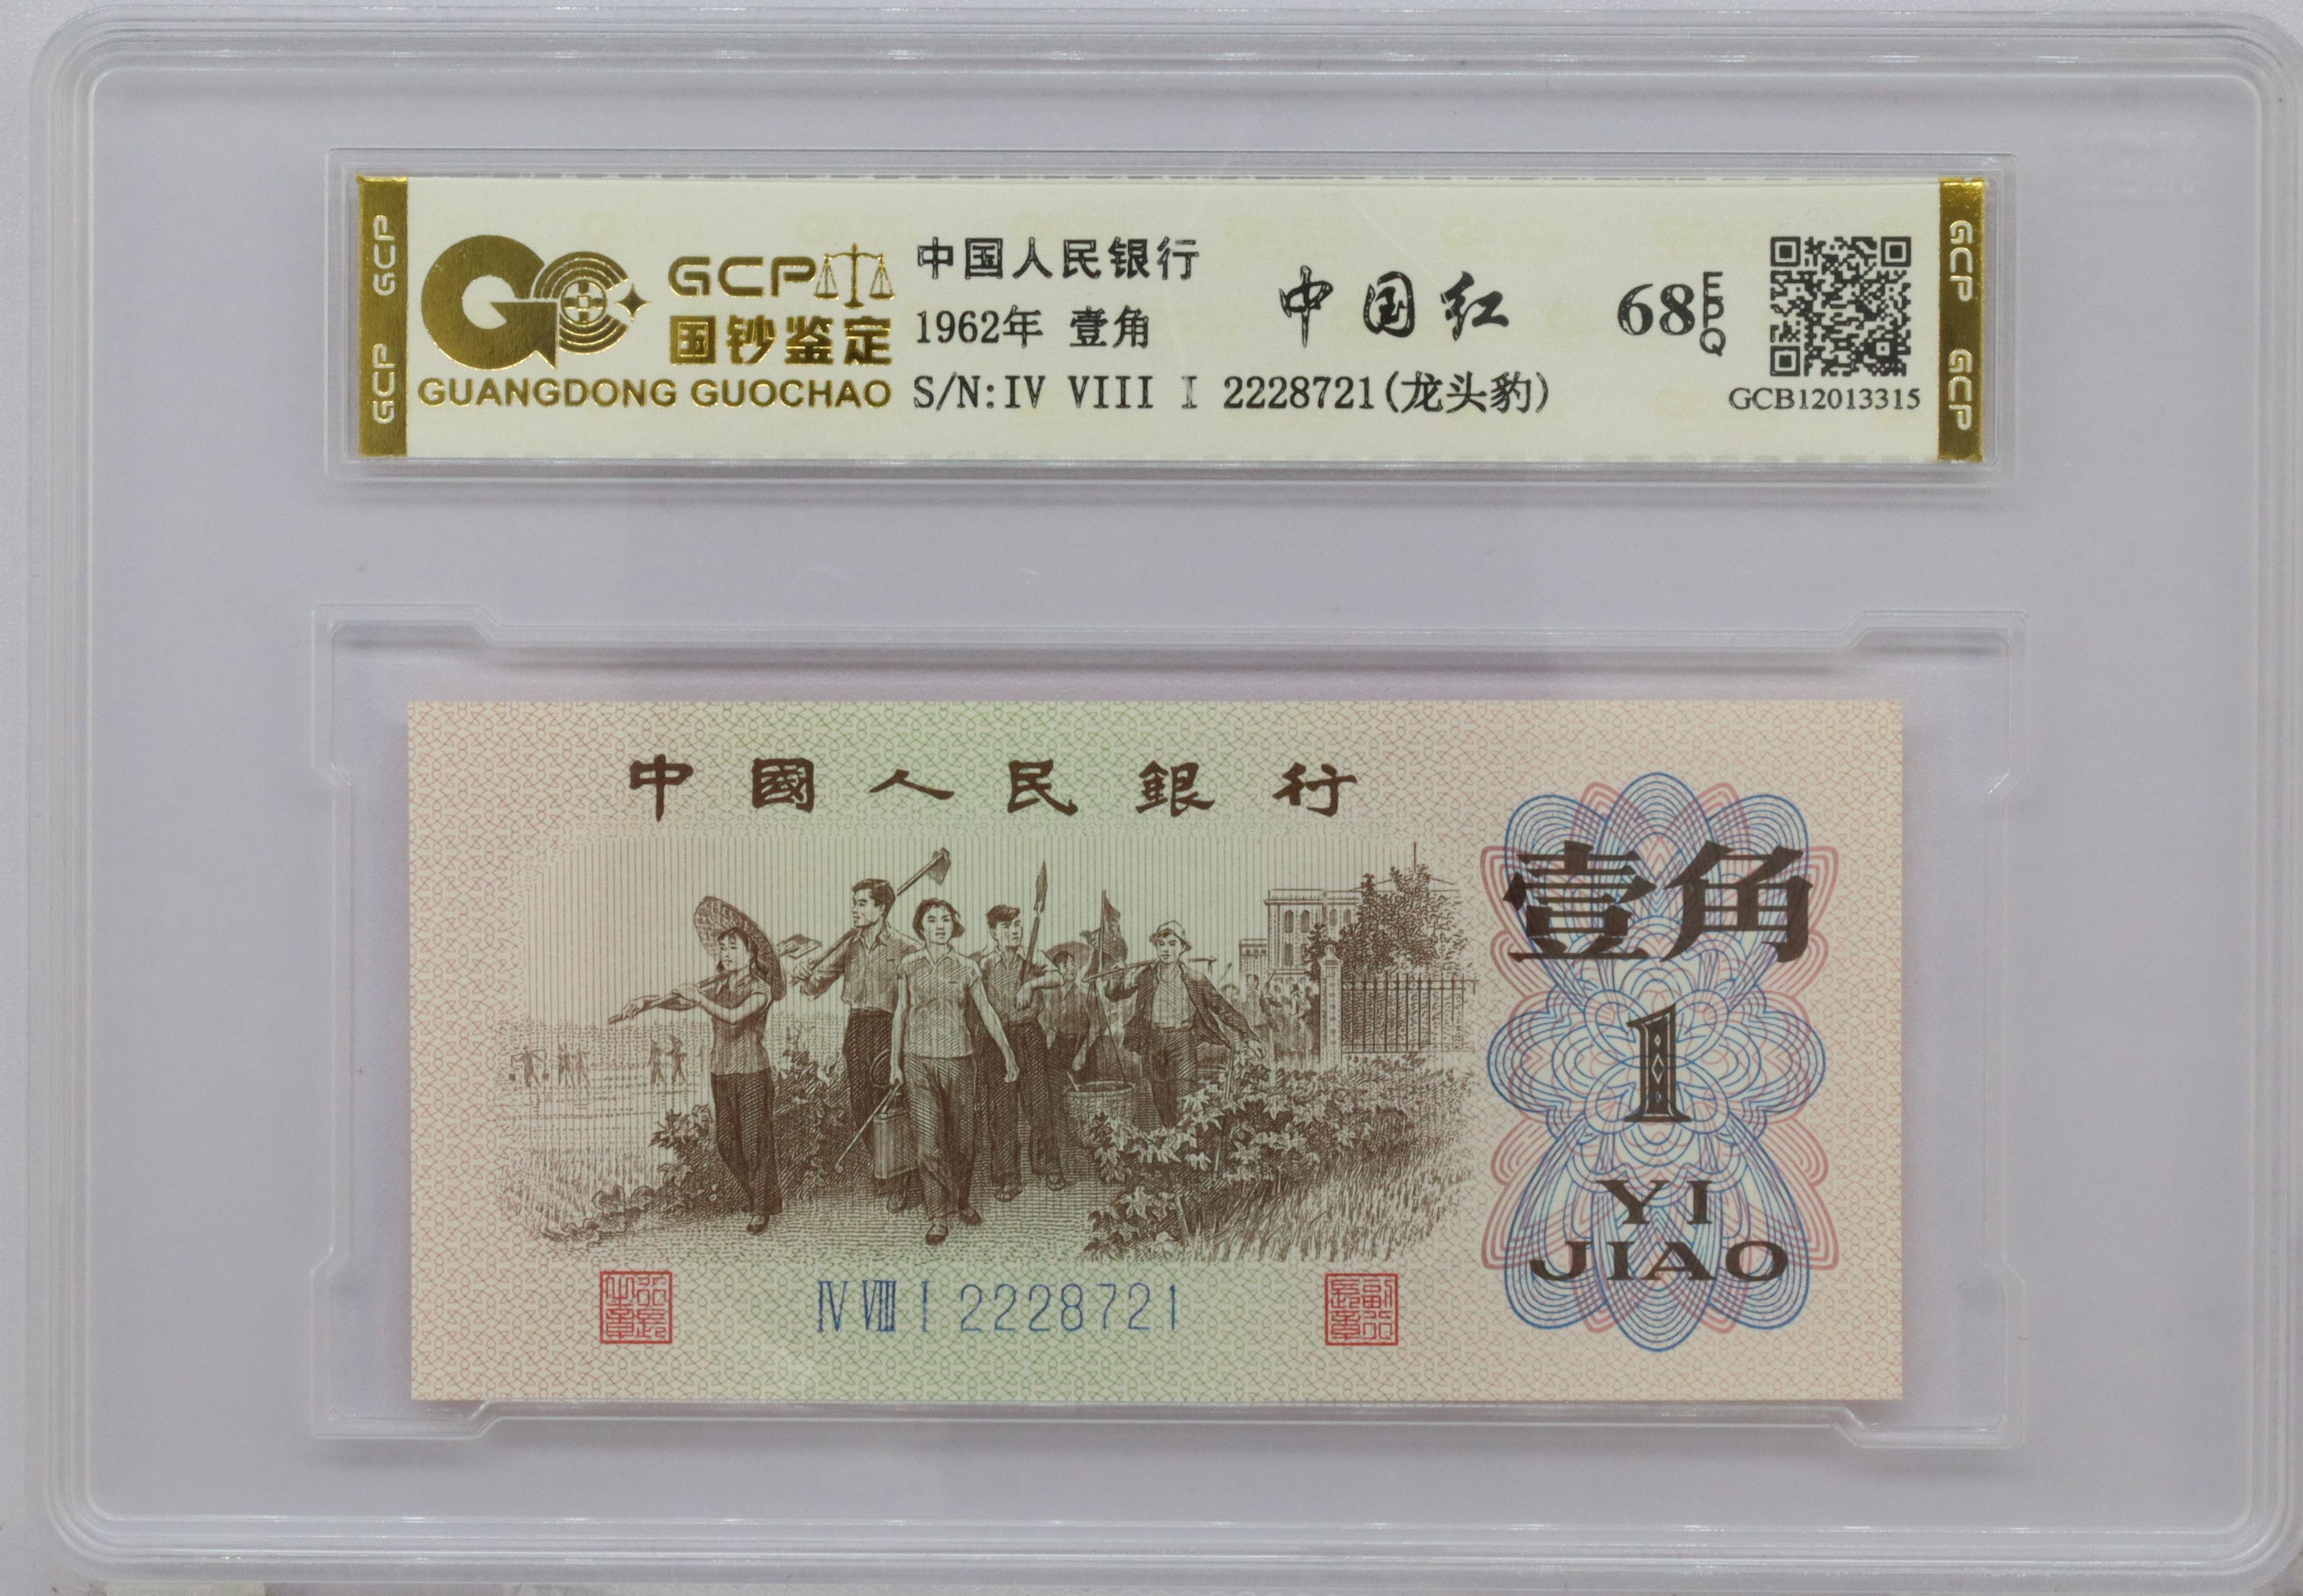 GCP
GCP
GCP
国钞鉴定
GUANGDONG GUOCHAO
中国人民银行
1962年 壹角
S/N:IV VIII I 2228721(龙头豹)
中国红
68 EPQ
GCB12013315
GCP
GCP
中國人民銀行
壹角
1
YI
JIAO
IV VIII I 2228721